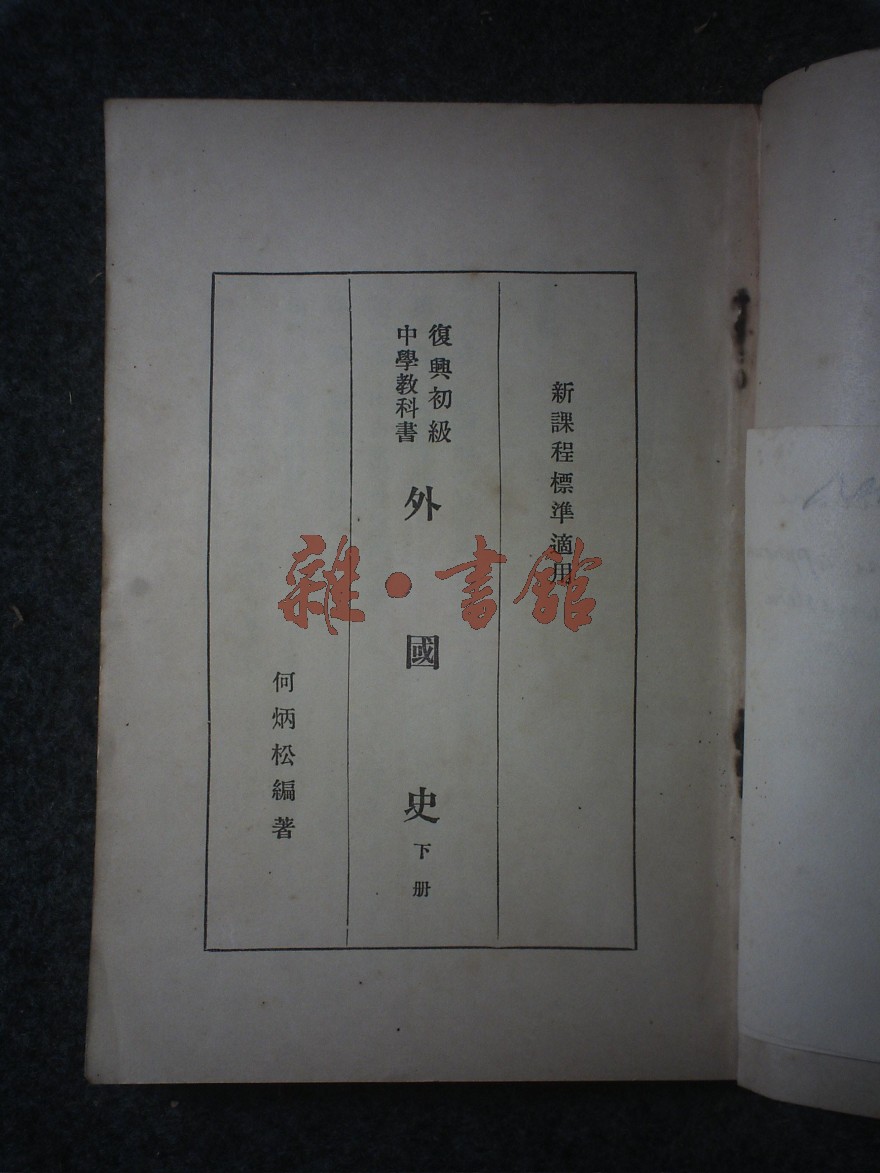 新課程標準適用
復興初級
中學教科書
外國史
下册
何炳松編著
雜·書館